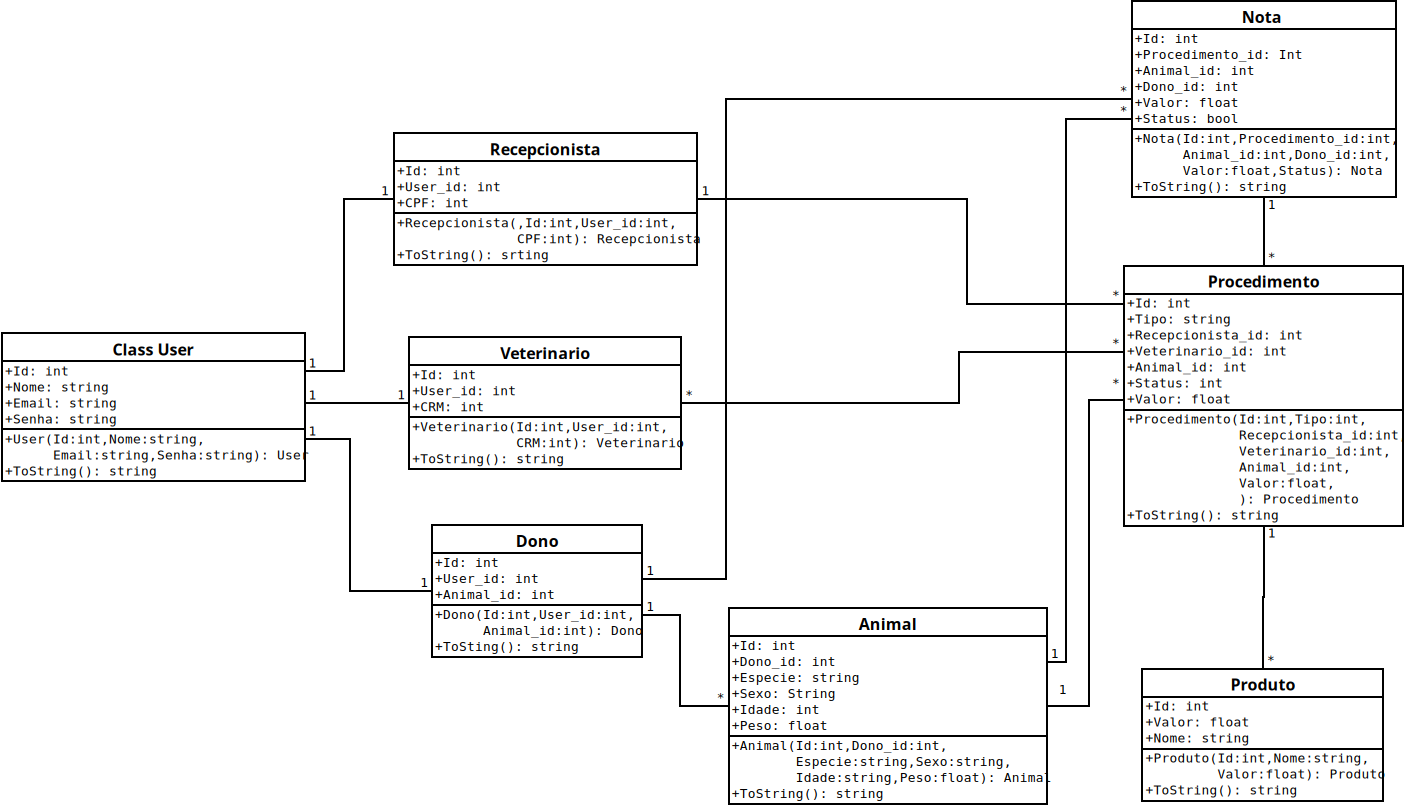 Nota
+Id: int
+Procedimento_id: Int
+Animal_id: int
+Dono_id: int
+Valor: float
+Status: bool
+Nota(Id:int,Procedimento_id:int,
Animal_id:int,Dono_id:int,
Valor:float,Status): Nota
+ToString(): string
*
*
1
*
Recepcionista
+Id: int
+User_id: int
+CPF: int
+Recepcionista(,Id:int,User_id:int,
CPF:int): Recepcionista
+ToString(): srting
1
1
Procedimento
+Id: int
+Tipo: string
+Recepcionista_id: int
+Veterinario_id: int
+Animal_id: int
+Status: int
+Valor: float
+Procedimento(Id:int,Tipo:int,
Recepcionista_id:int,
Veterinario_id:int,
Animal_id:int,
Valor:float,
): Procedimento
+ToString(): string
*
*
*
1
*
Class User
+Id: int
+Nome: string
+Email: string
+Senha: string
+User(Id:int,Nome:string,
Email:string,Senha:string): User
+ToString(): string
1
1
1
Veterinario
+Id: int
+User_id: int
+CRM: int
+Veterinario(Id:int,User_id:int,
CRM:int): Veterinario
+ToString(): string
1
*
Dono
+Id: int
+User_id: int
+Animal_id: int
+Dono(Id:int,User_id:int,
Animal_id:int): Dono
+ToSting(): string
1
1
1
*
Animal
+Id: int
+Dono_id: int
+Especie: string
+Sexo: String
+Idade: int
+Peso: float
+Animal(Id:int,Dono_id:int,
Especie:string,Sexo:string,
Idade:string,Peso:float): Animal
+ToString(): string
1
1
Produto
+Id: int
+Valor: float
+Nome: string
+Produto(Id:int,Nome:string,
Valor:float): Produto
+ToString(): string